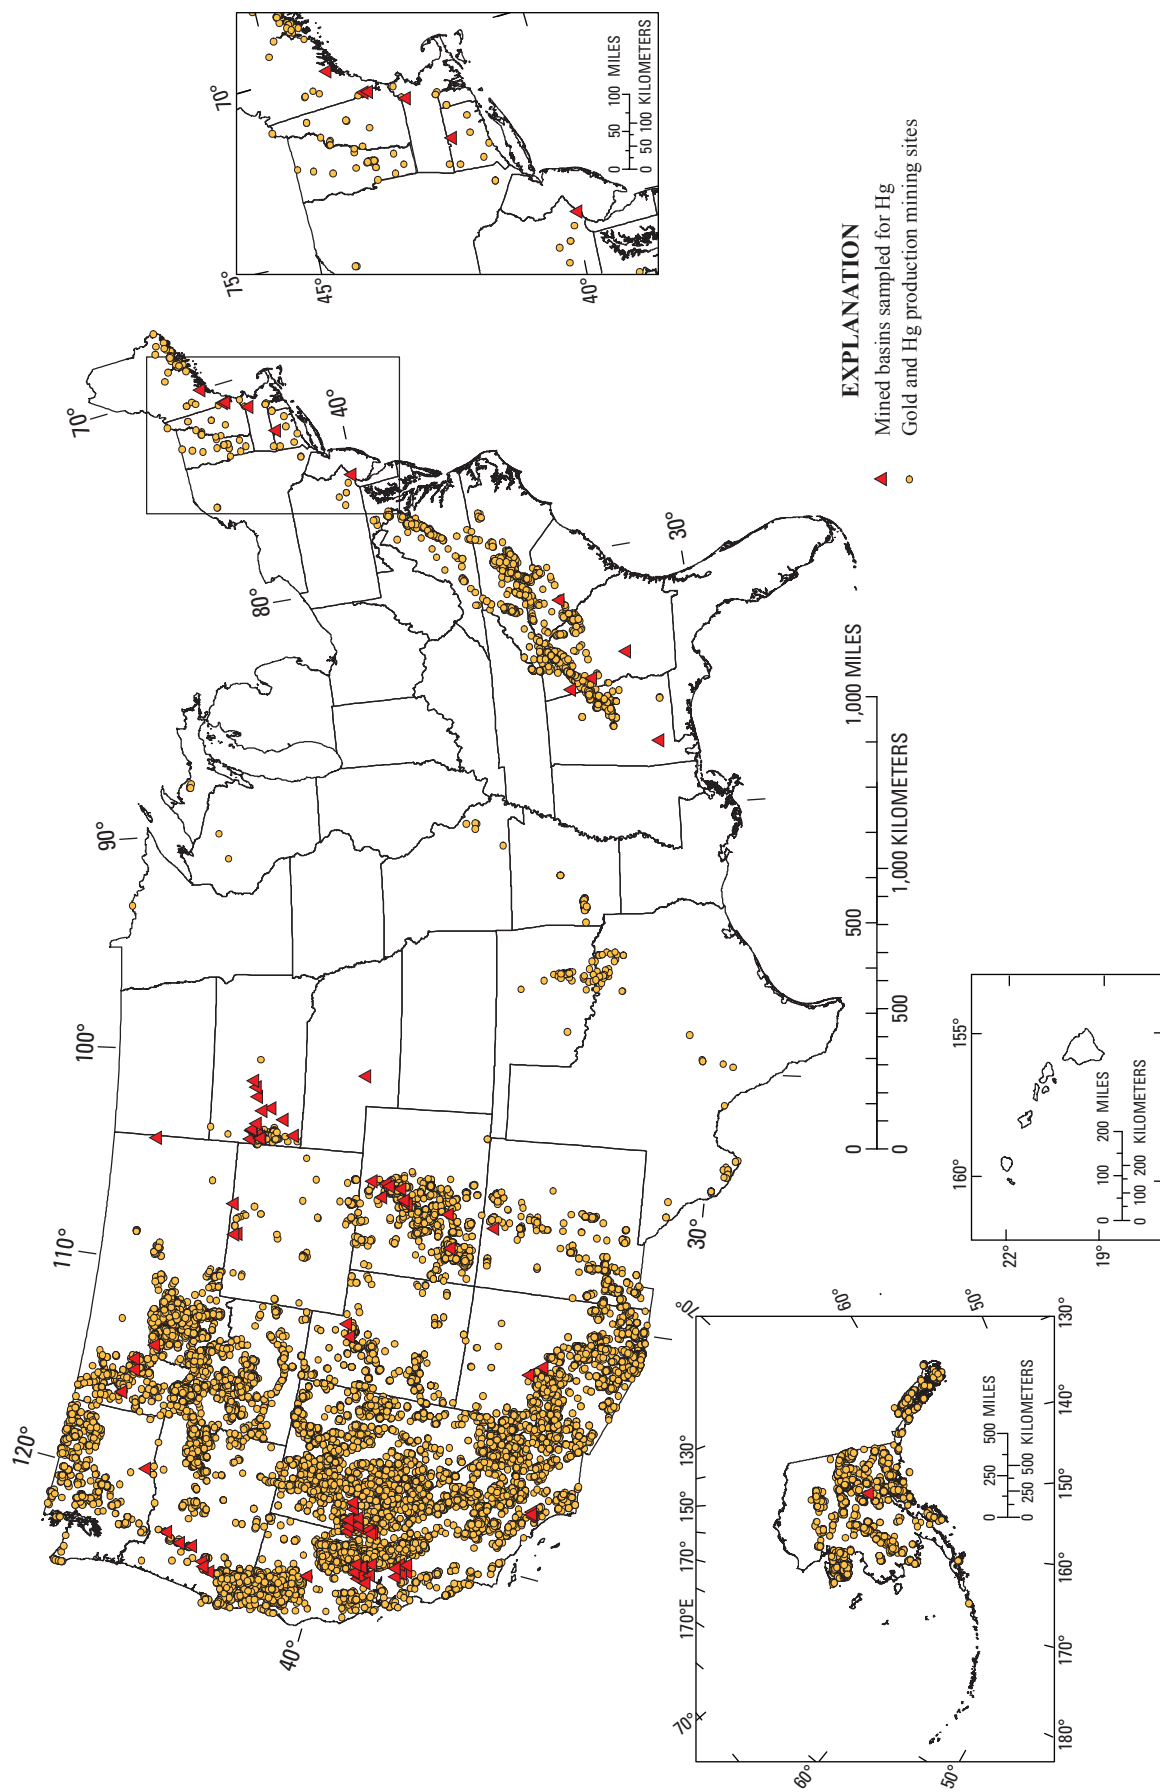 120°
110°
100°
90°
80°
70°
40°
30°
40°
30°
75°
70°
45°
40°
0 50 100 MILES
0 50 100 KILOMETERS
EXPLANATION
Mined basins sampled for Hg
Gold and Hg production mining sites
0 500 1,000 MILES
0 500 1,000 KILOMETERS
170°E 170° 150° 130°
70°
70°
60°
60°
50°
50°
180° 170° 160° 150° 140° 130°
0 250 500 MILES
0 250 500 KILOMETERS
160° 155°
22°
19°
0 100 200 MILES
0 100 200 KILOMETERS